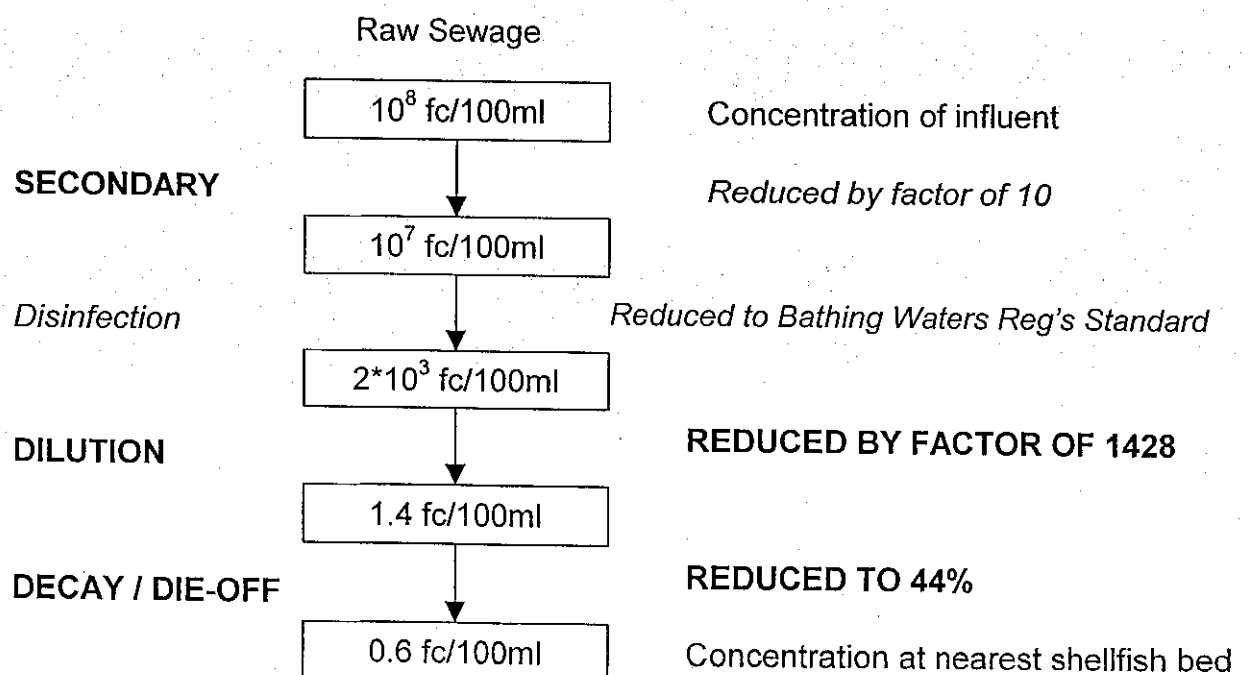 Raw Sewage
10⁸ fc/100ml Concentration of influent
SECONDARY Reduced by factor of 10
10⁷ fc/100ml
Disinfection Reduced to Bathing Waters Reg's Standard
2*10³ fc/100ml
DILUTION REDUCED BY FACTOR OF 1428
1.4 fc/100ml
DECAY / DIE-OFF REDUCED TO 44%
0.6 fc/100ml Concentration at nearest shellfish bed